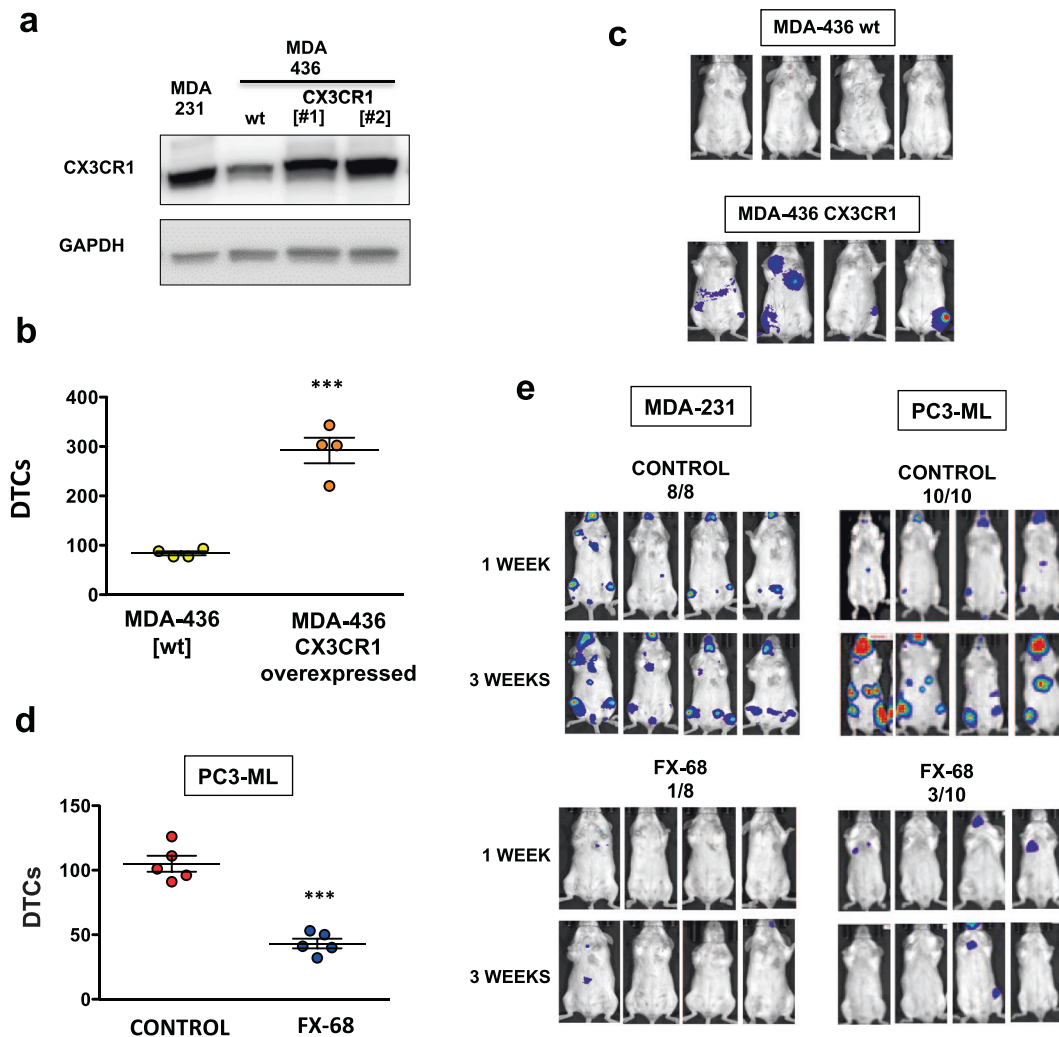 a
MDA
436
MDA
231
wt
CX3CR1
[#1]
[#2]
CX3CR1
GAPDH
b
***
400
300
200
100
0
DTCs
MDA-436
[wt]
MDA-436
CX3CR1
overexpressed
c
MDA-436 wt
MDA-436 CX3CR1
d
PC3-ML
150
100
50
0
DTCs
***
CONTROL
FX-68
e
MDA-231
PC3-ML
CONTROL
8/8
CONTROL
10/10
1 WEEK
3 WEEKS
FX-68
1/8
FX-68
3/10
1 WEEK
3 WEEKS